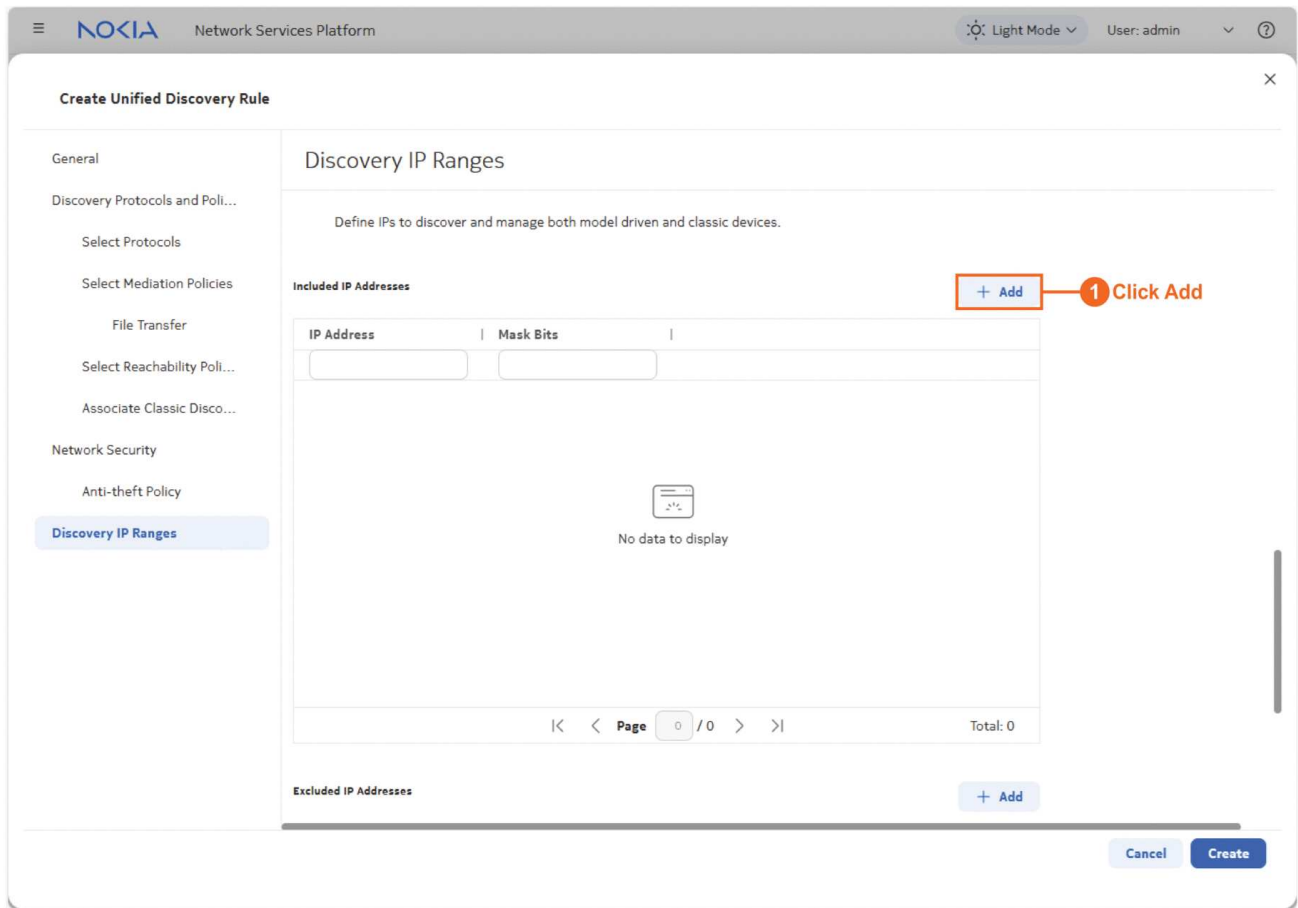 NOKIA Network Services Platform Light Mode User: admin
Create Unified Discovery Rule
General
Discovery Protocols and Poli...
Select Protocols
Select Mediation Policies
File Transfer
Select Reachability Poli...
Associate Classic Disco...
Network Security
Anti-theft Policy
Discovery IP Ranges
Discovery IP Ranges
Define IPs to discover and manage both model driven and classic devices.
Included IP Addresses
+ Add
1 Click Add
IP Address | Mask Bits |
No data to display
Page 0 / 0
Total: 0
Excluded IP Addresses
+ Add
Cancel
Create